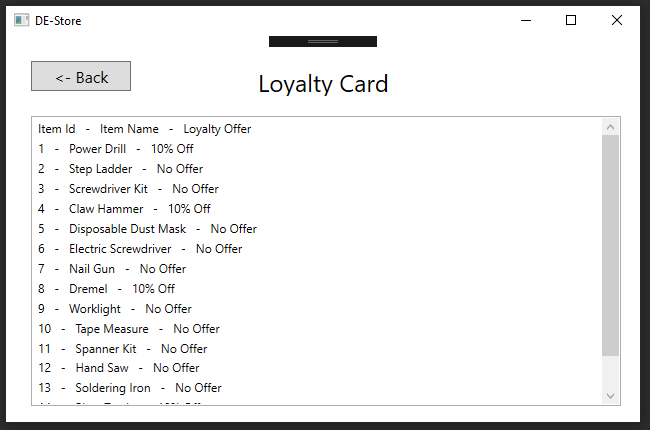 DE-Store
<- Back
Loyalty Card
Item Id - Item Name - Loyalty Offer
1 - Power Drill - 10% Off
2 - Step Ladder - No Offer
3 - Screwdriver Kit - No Offer
4 - Claw Hammer - 10% Off
5 - Disposable Dust Mask - No Offer
6 - Electric Screwdriver - No Offer
7 - Nail Gun - No Offer
8 - Dremel - 10% Off
9 - Worklight - No Offer
10 - Tape Measure - No Offer
11 - Spanner Kit - No Offer
12 - Hand Saw - No Offer
13 - Soldering Iron - No Offer